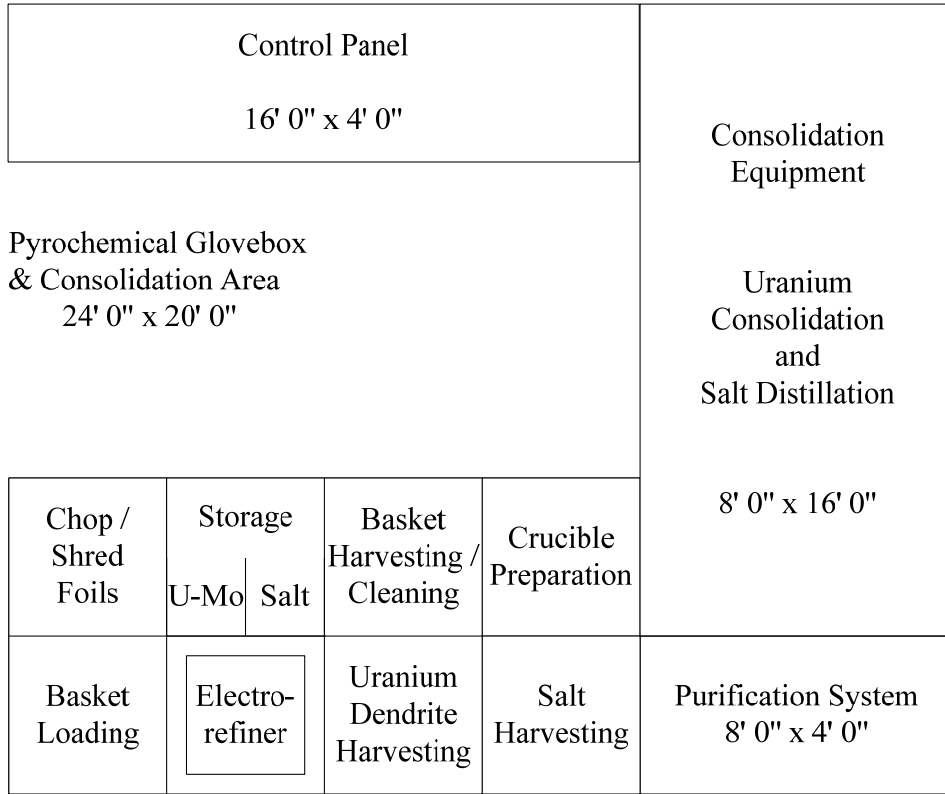 Control Panel
16' 0" x 4' 0"
Pyrochemical Glovebox
& Consolidation Area
24' 0" x 20' 0"
Consolidation
Equipment
Uranium
Consolidation
and
Salt Distillation
8' 0" x 16' 0"
Chop /
Shred
Foils
Storage
U-Mo
Salt
Basket
Harvesting /
Cleaning
Crucible
Preparation
Basket
Loading
Electro-
refiner
Uranium
Dendrite
Harvesting
Salt
Harvesting
Purification System
8' 0" x 4' 0"